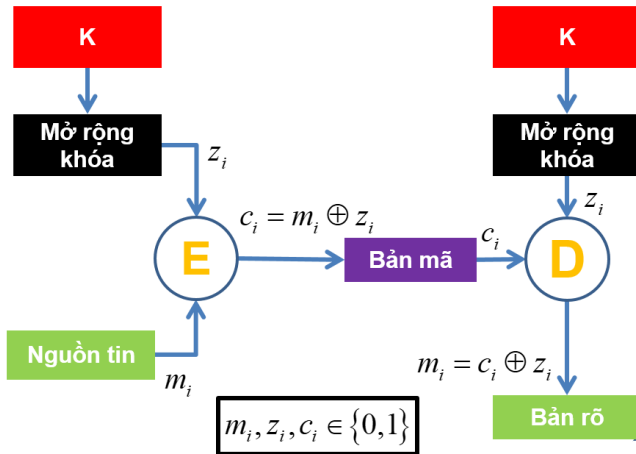 K
K
Mở rộng
khóa
Mở rộng
khóa
z_i
z_i
c_i = m_i ⊕ z_i
c_i
E
Bản mã
D
Nguồn tin
m_i
m_i = c_i ⊕ z_i
m_i, z_i, c_i ∈ {0,1}
Bản rõ